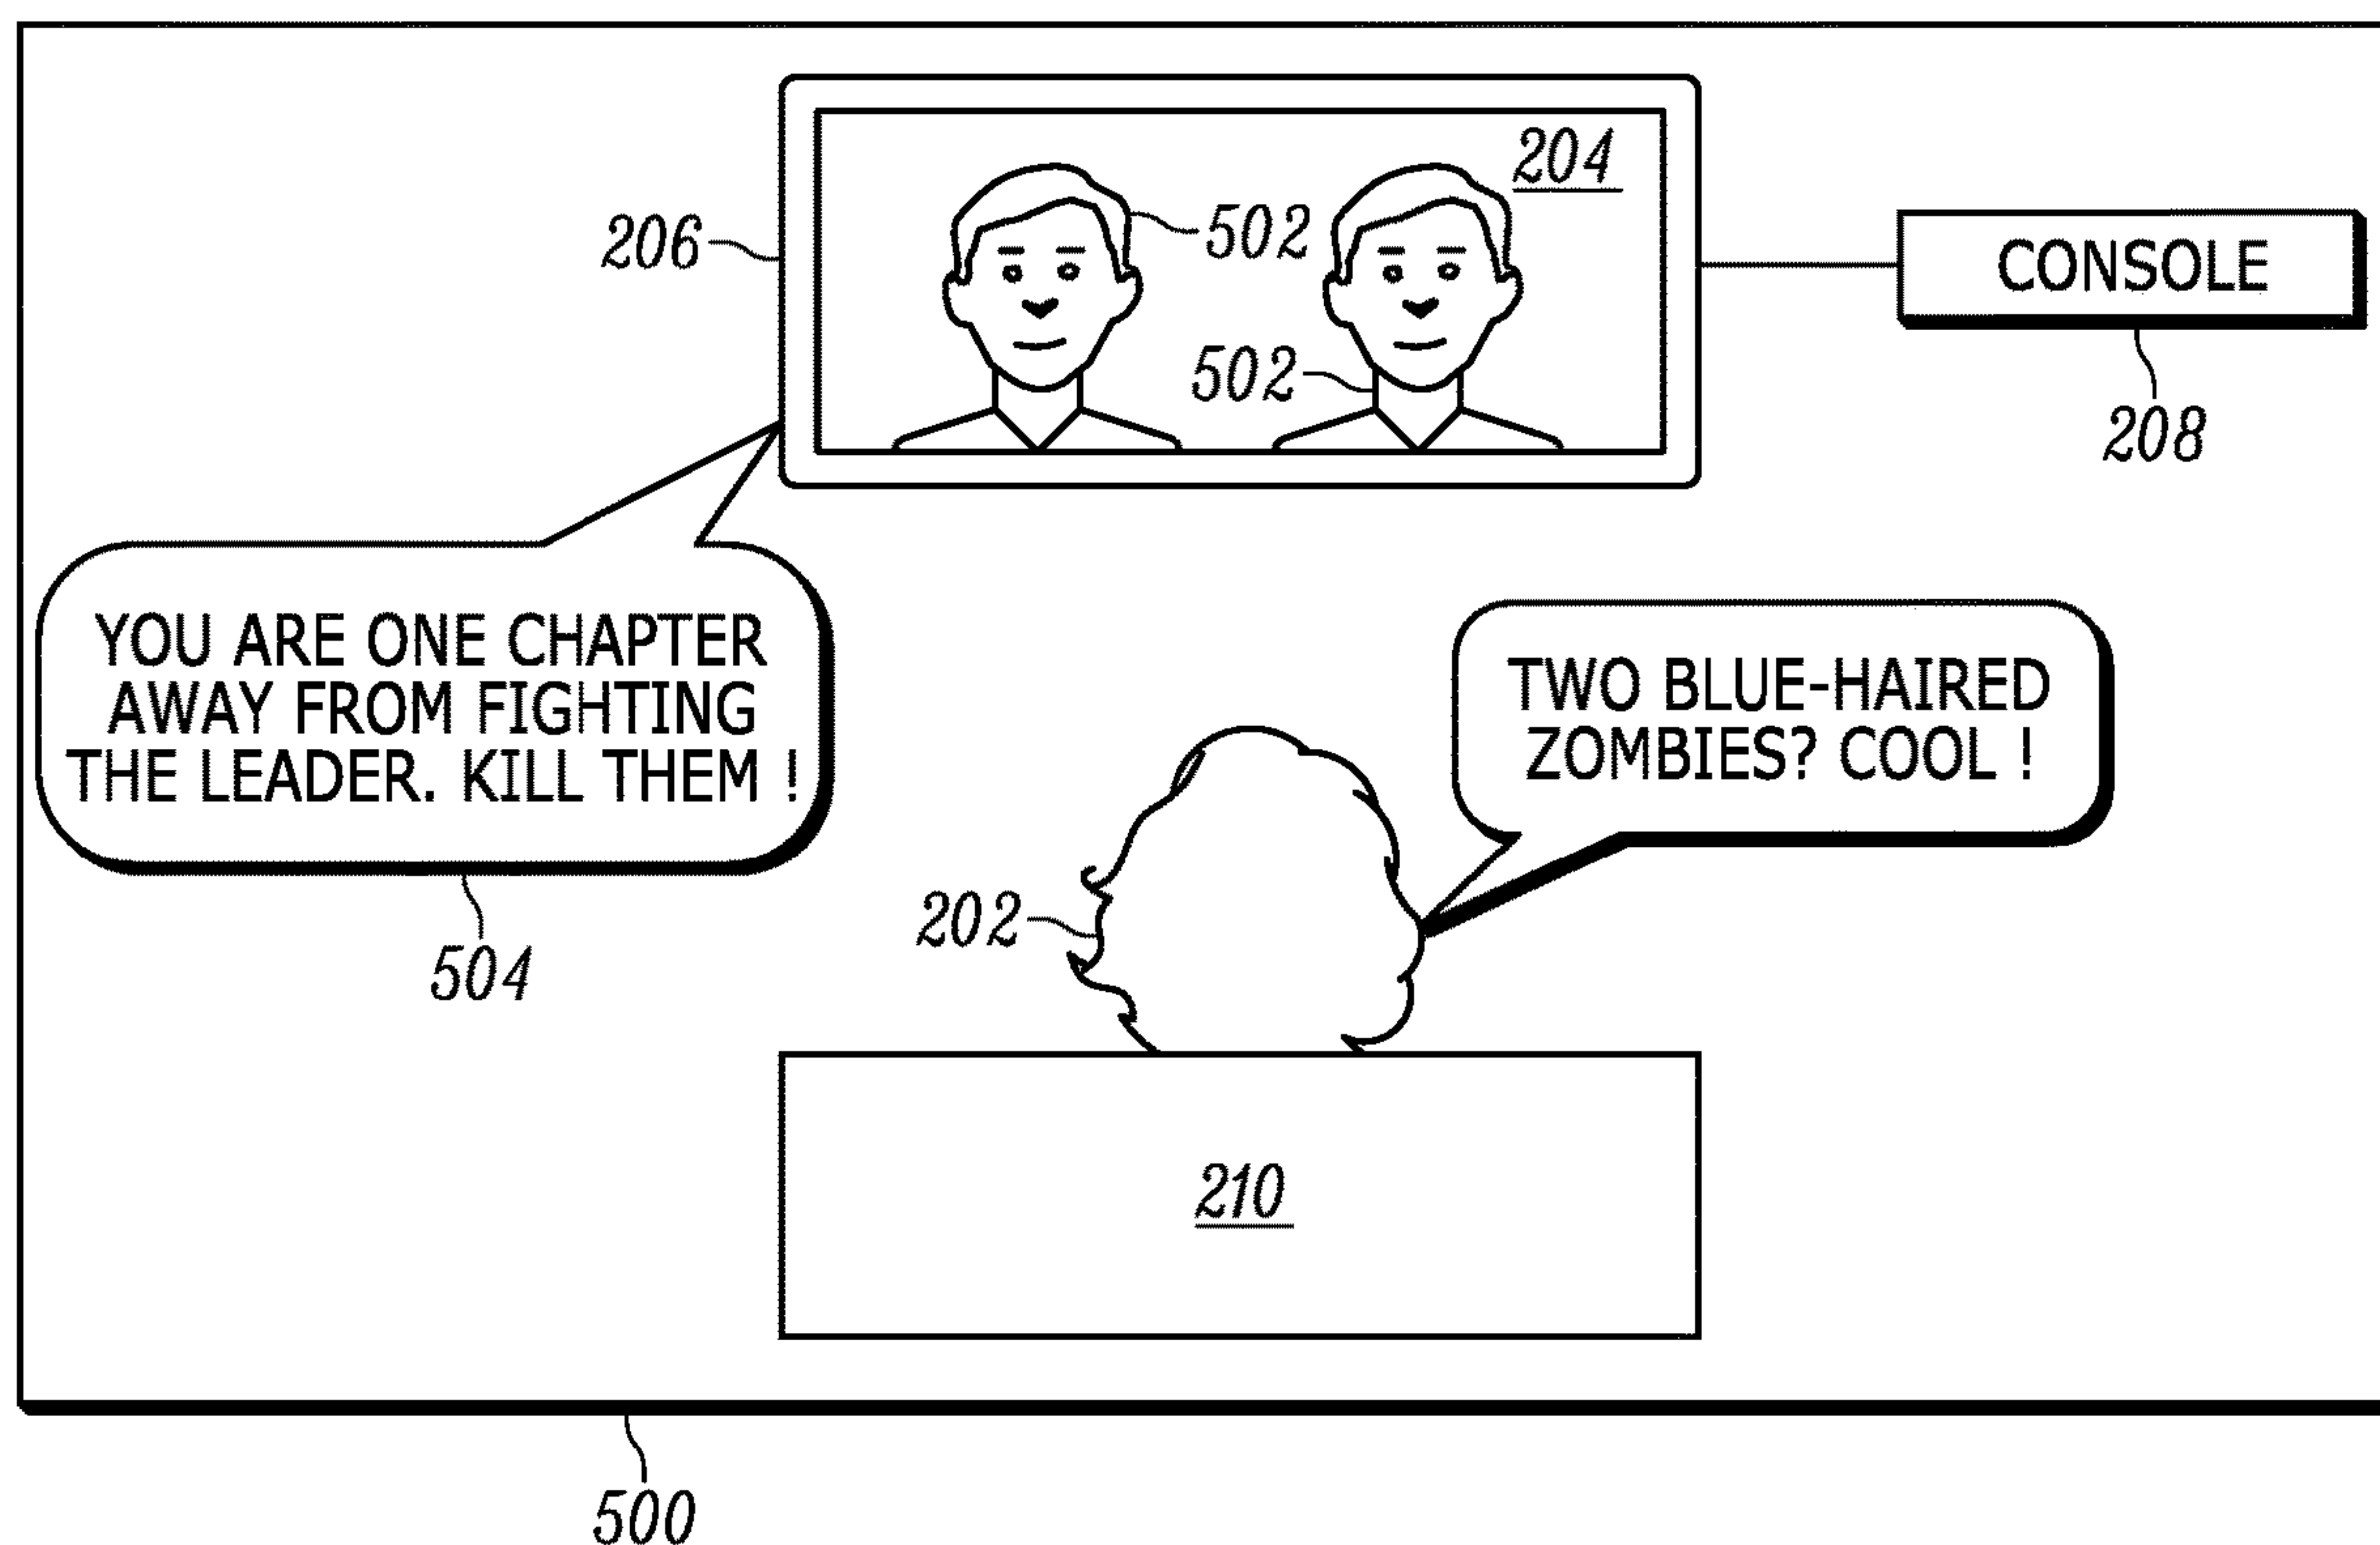 204
502
206
CONSOLE
502
208
YOU ARE ONE CHAPTER
AWAY FROM FIGHTING
THE LEADER. KILL THEM !
TWO BLUE-HAIRED
ZOMBIES? COOL !
202
504
210
500